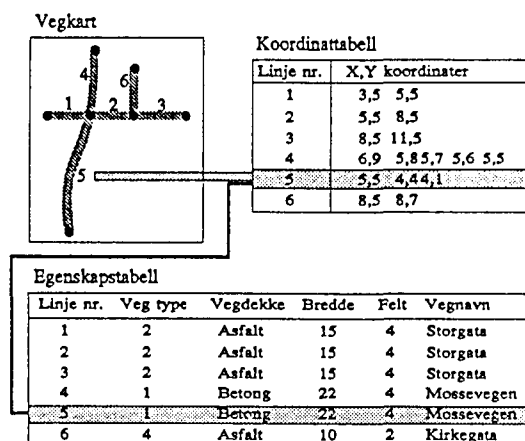 Vegkart
4
6
1 2 3
5
Koordinattabell
Linje nr. X,Y koordinater
1 3,5 5,5
2 5,5 8,5
3 8,5 11,5
4 6,9 5,85,7 5,6 5,5
5 5,5 4,44,1
6 8,5 8,7
Egenskapstabell
Linje nr. Veg type Vegdekke Bredde Felt Vegnavn
1 2 Asfalt 15 4 Storgata
2 2 Asfalt 15 4 Storgata
3 2 Asfalt 15 4 Storgata
4 1 Betong 22 4 Mossevegen
5 1 Betong 22 4 Mossevegen
6 4 Asfalt 10 2 Kirkegata